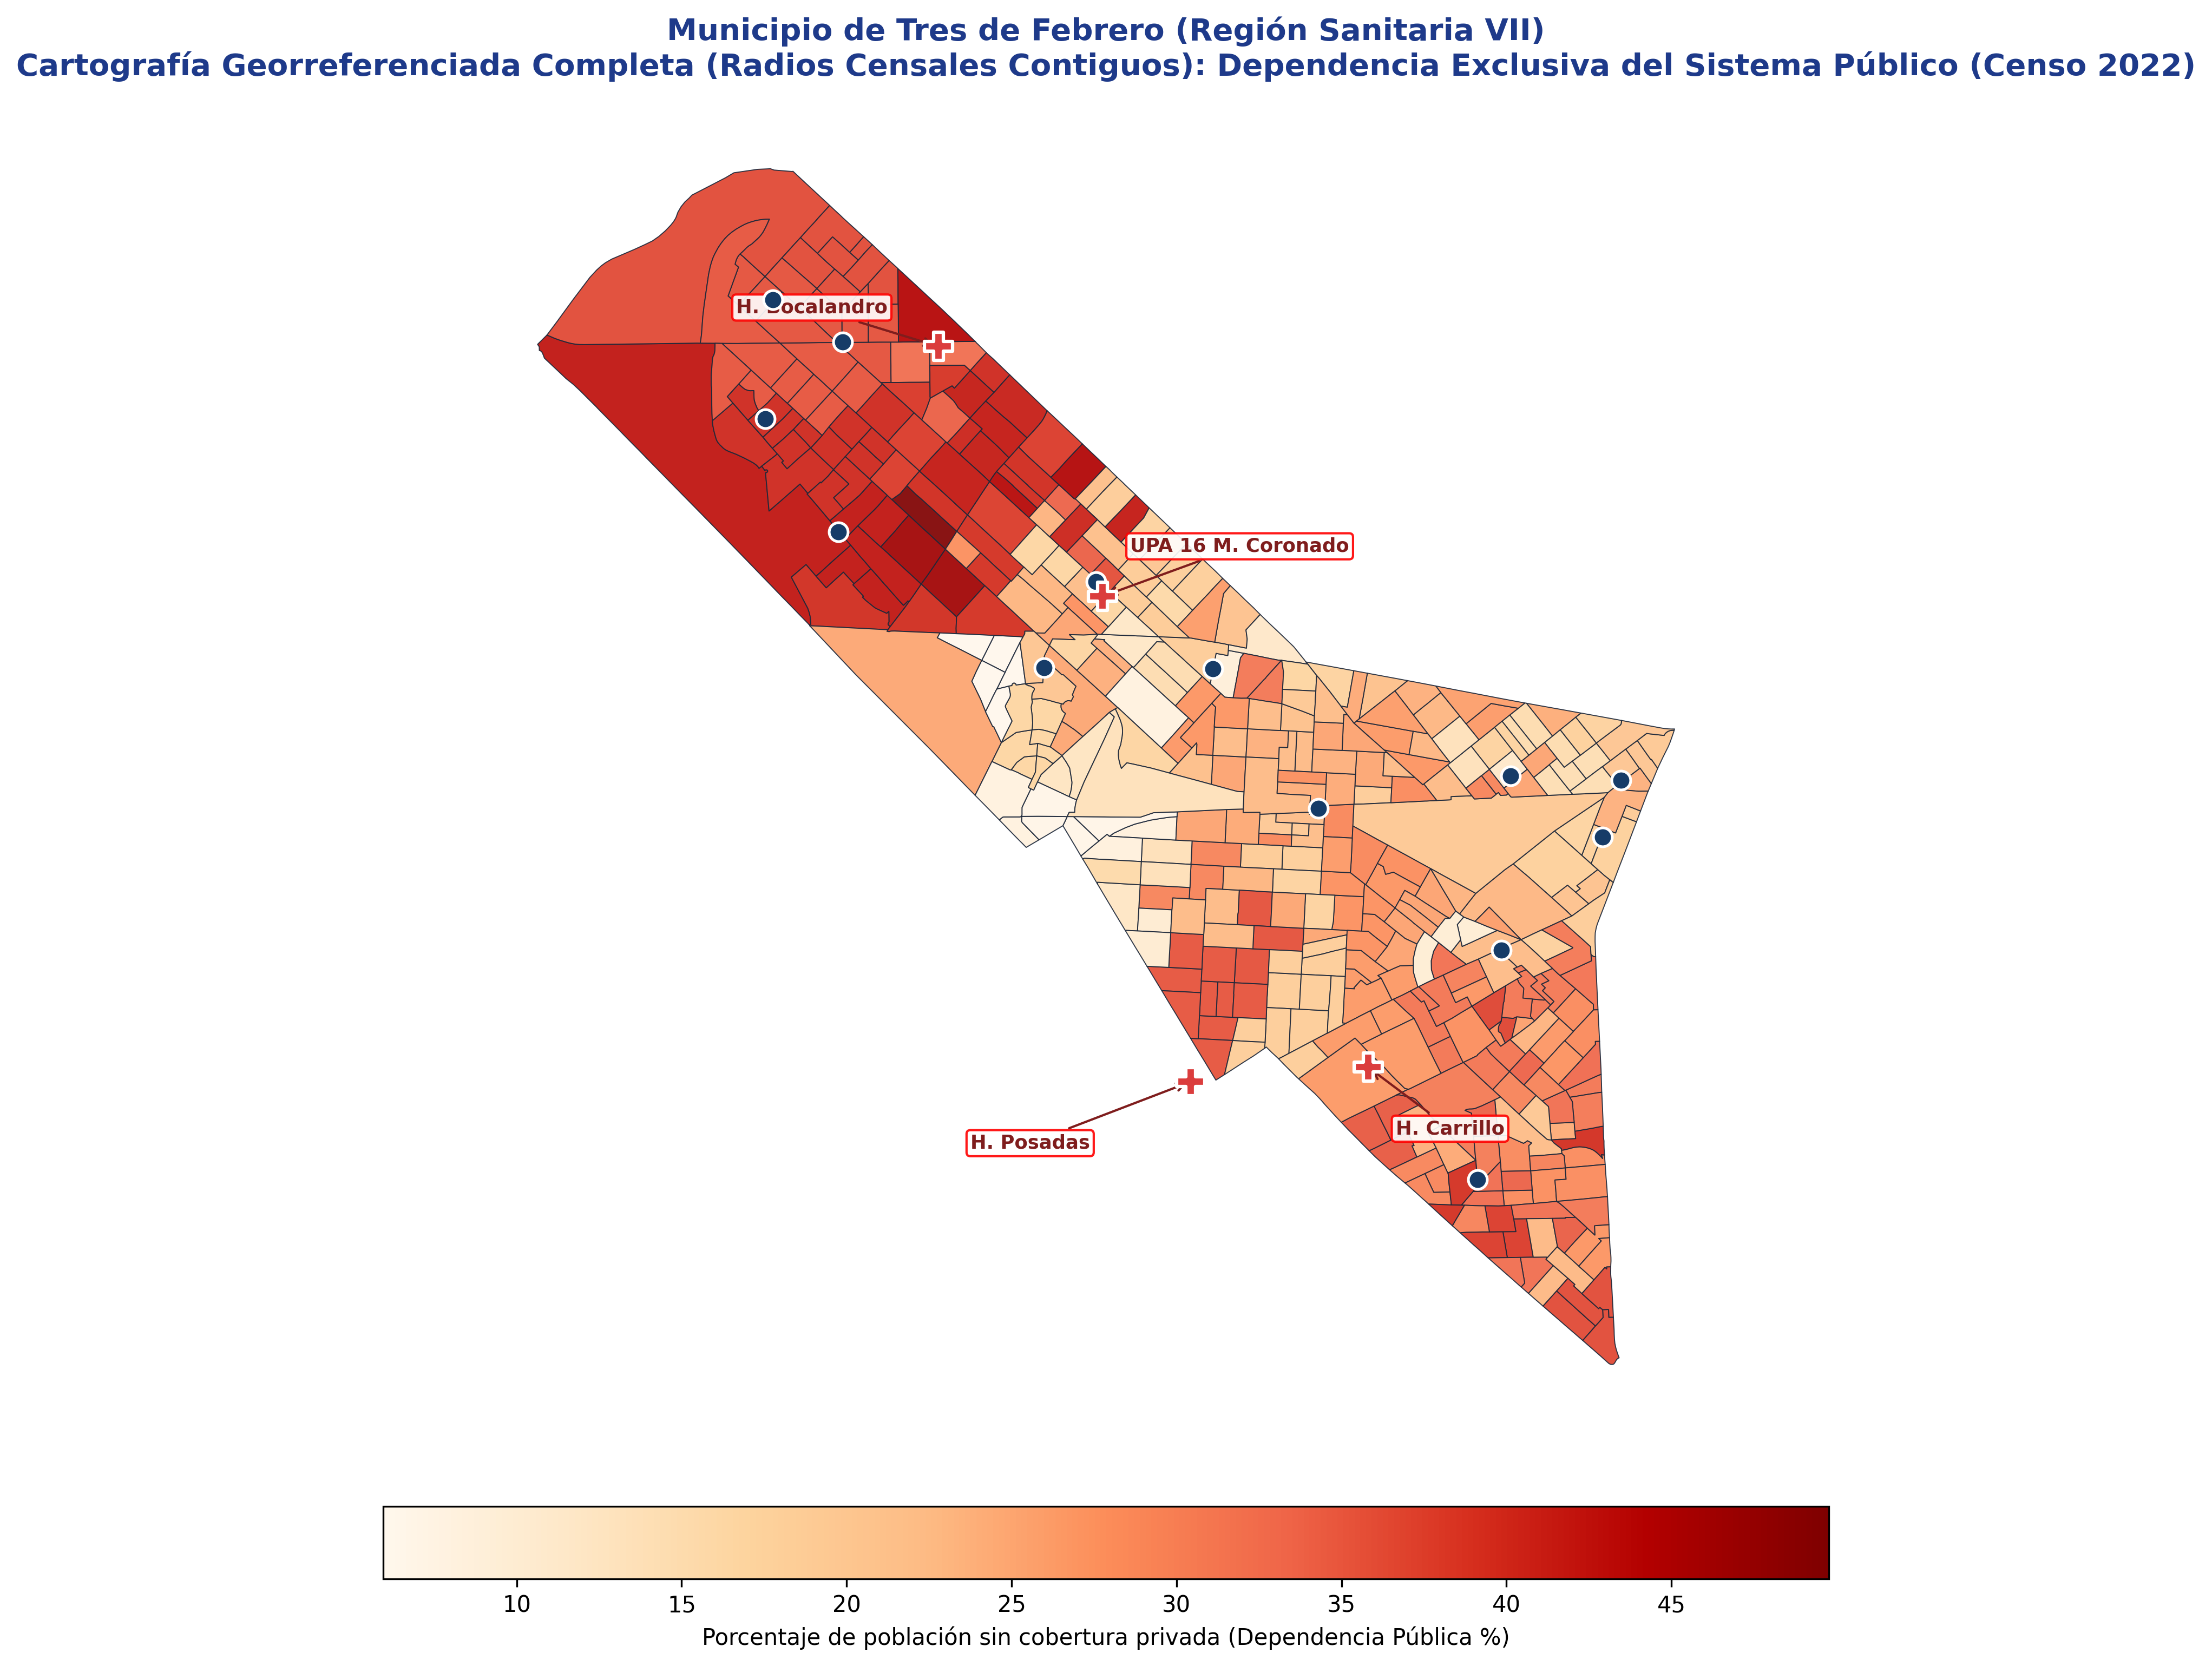 Municipio de Tres de Febrero (Región Sanitaria VII)
Cartografía Georreferenciada Completa (Radios Censales Contiguos): Dependencia Exclusiva del Sistema Público (Censo 2022)
H. Bocalandro
UPA 16 M. Coronado
H. Posadas
H. Carrillo
10 15 20 25 30 35 40 45
Porcentaje de población sin cobertura privada (Dependencia Pública %)